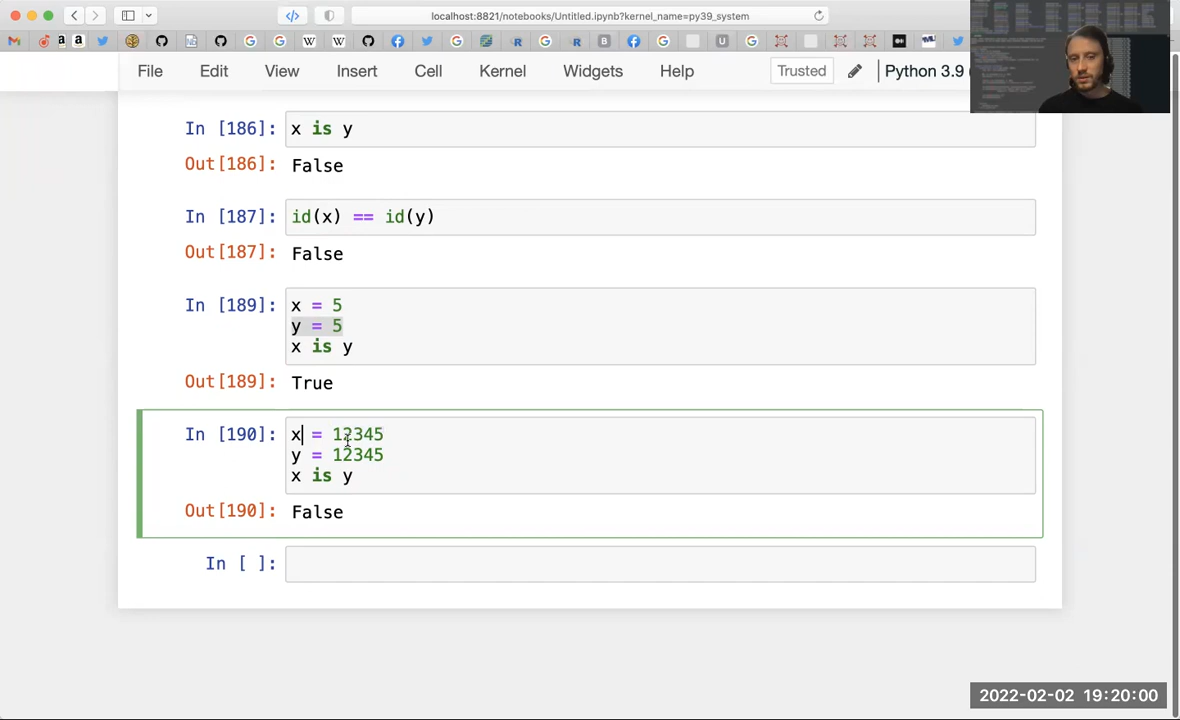 localhost:8821/notebooks/Untitled.ipynb?kernel_name=py39_system
File Edit View Insert Cell Kernel Widgets Help Trusted Python 3.9
In [186]: x is y
Out[186]: False
In [187]: id(x) == id(y)
Out[187]: False
In [189]: x = 5
y = 5
x is y
Out[189]: True
In [190]: x = 12345
y = 12345
x is y
Out[190]: False
In [ ]:
2022-02-02 19:20:00